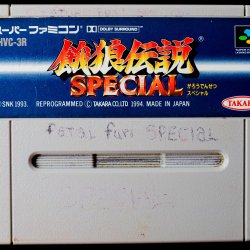 スーパーファミコン DOLBY SURROUND
HVC-3R
餓狼伝説
SPECIAL
がろうでんせつ
スペシャル
SNK 1993. REPROGRAMMED © TAKARA CO.,LTD 1994. MADE IN JAPAN
TAKARA
fatal fury SPECIAL